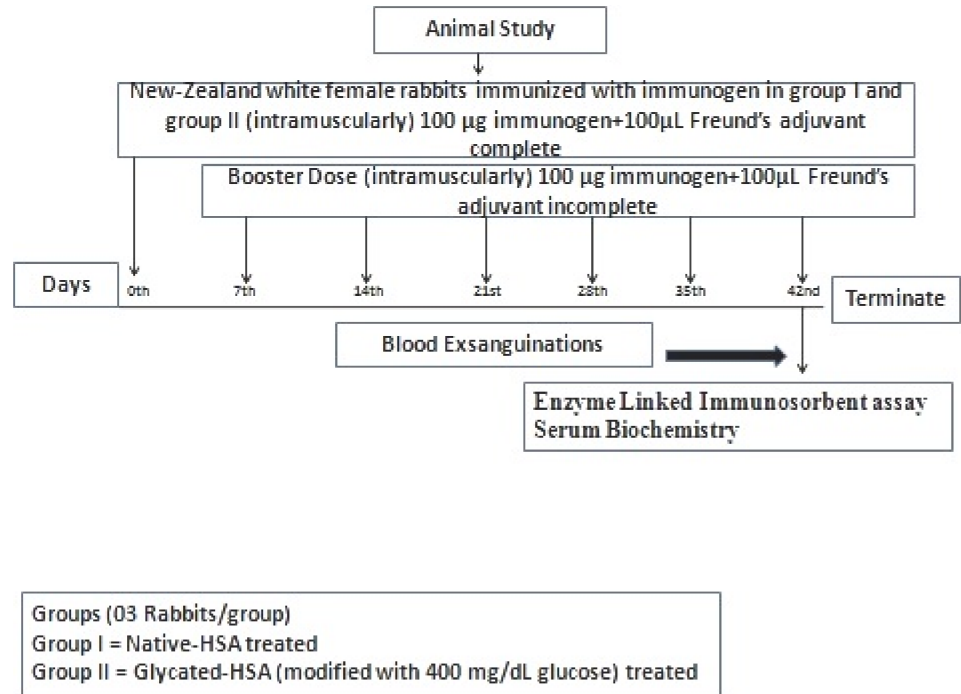 Animal Study
New-Zealand white female rabbits immunized with immunogen in group I and
group II (intramuscularly) 100 µg immunogen+100µL Freund's adjuvant
complete
Booster Dose (intramuscularly) 100 µg immunogen+100µL Freund's
adjuvant incomplete
Days
0th 7th 14th 21st 28th 35th 42nd
Terminate
Blood Exsanguinations
Enzyme Linked Immunosorbent assay
Serum Biochemistry
Groups (03 Rabbits/group)
Group I = Native-HSA treated
Group II = Glycated-HSA (modified with 400 mg/dL glucose) treated